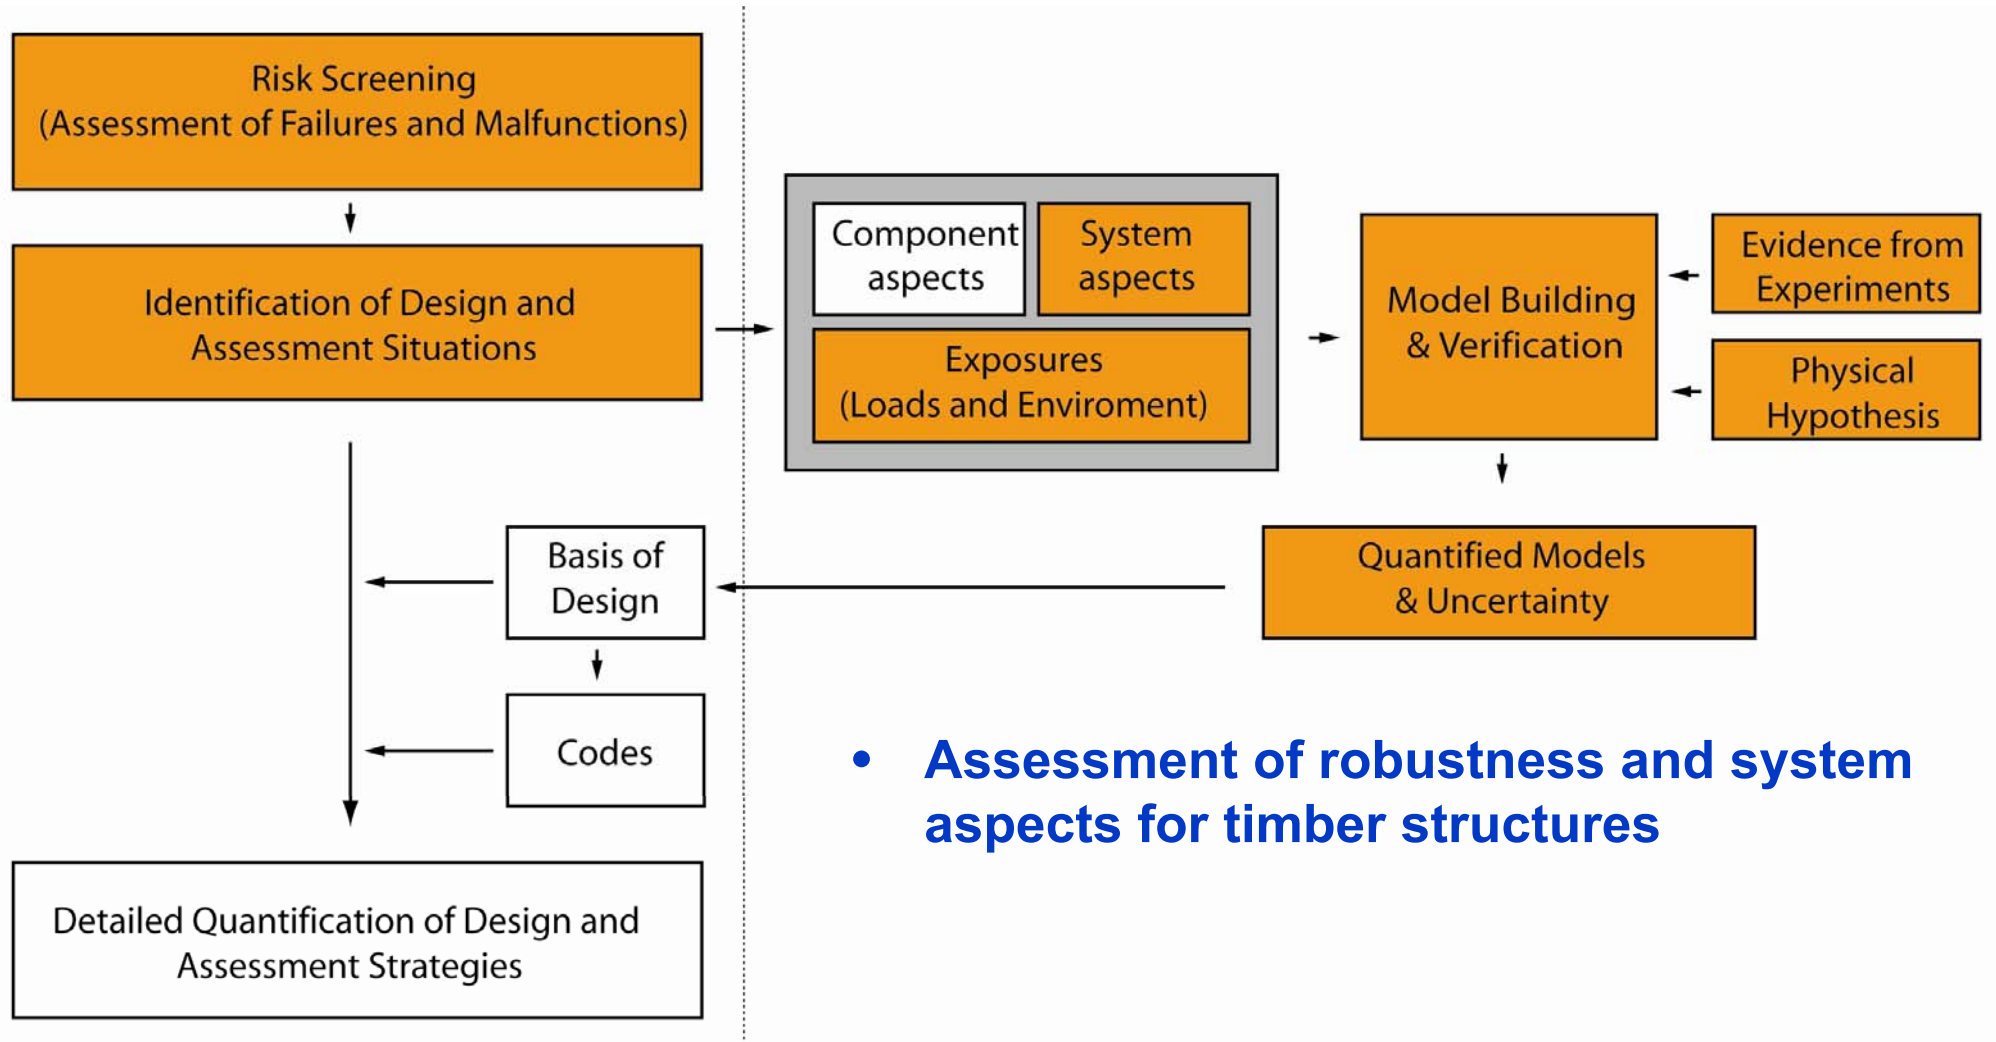 Risk Screening
(Assessment of Failures and Malfunctions)
Identification of Design and
Assessment Situations
Component
aspects
System
aspects
Exposures
(Loads and Enviroment)
Model Building
& Verification
Evidence from
Experiments
Physical
Hypothesis
Quantified Models
& Uncertainty
Basis of
Design
Codes
Detailed Quantification of Design and
Assessment Strategies
• Assessment of robustness and system
aspects for timber structures